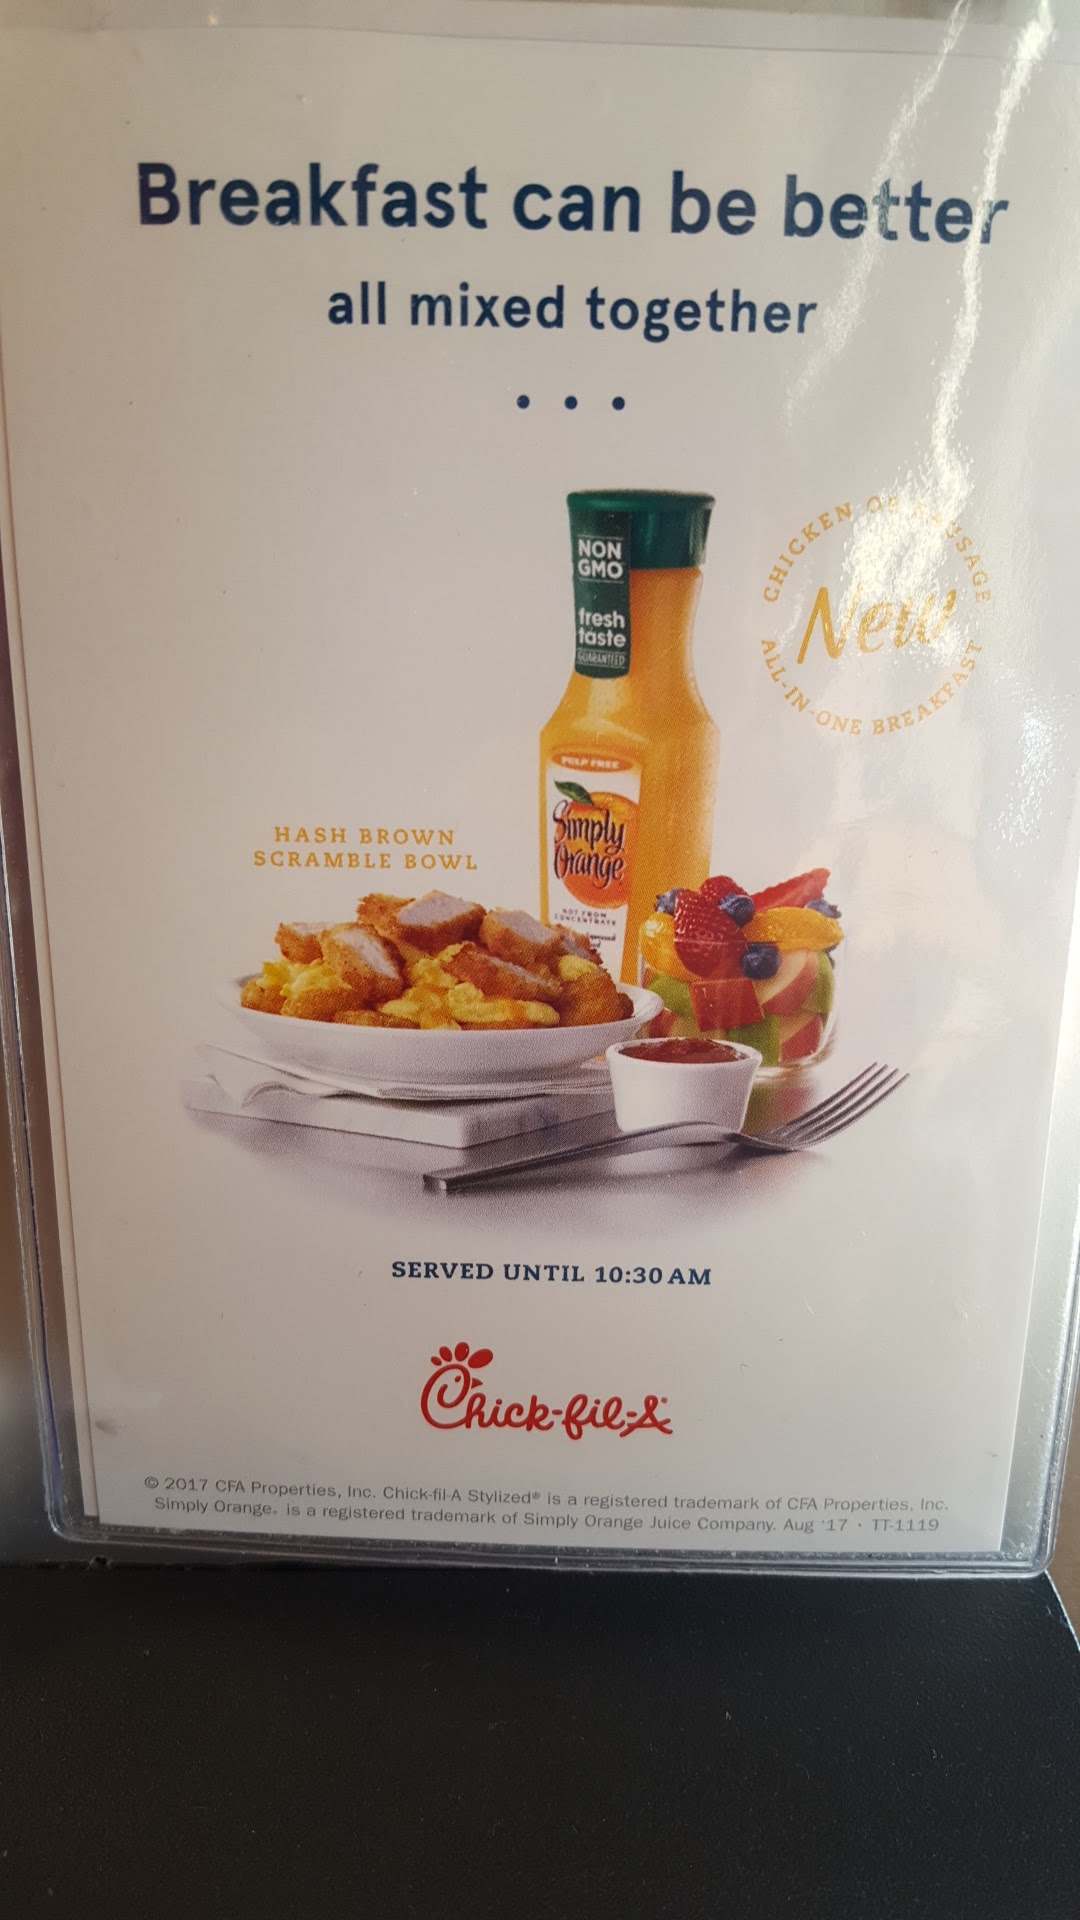 Breakfast can be better
all mixed together
• • •
NON
GMO
fresh
taste
GUARANTEED
CHICKEN OR SAUSAGE
New
ALL-IN-ONE BREAKFAST
PULP FREE
Simply
Orange
NOT FROM
CONCENTRATE
HASH BROWN
SCRAMBLE BOWL
SERVED UNTIL 10:30 AM
Chick-fil-A
© 2017 CFA Properties, Inc. Chick-fil-A Stylized® is a registered trademark of CFA Properties, Inc.
Simply Orange® is a registered trademark of Simply Orange Juice Company. Aug '17 · TT-1119